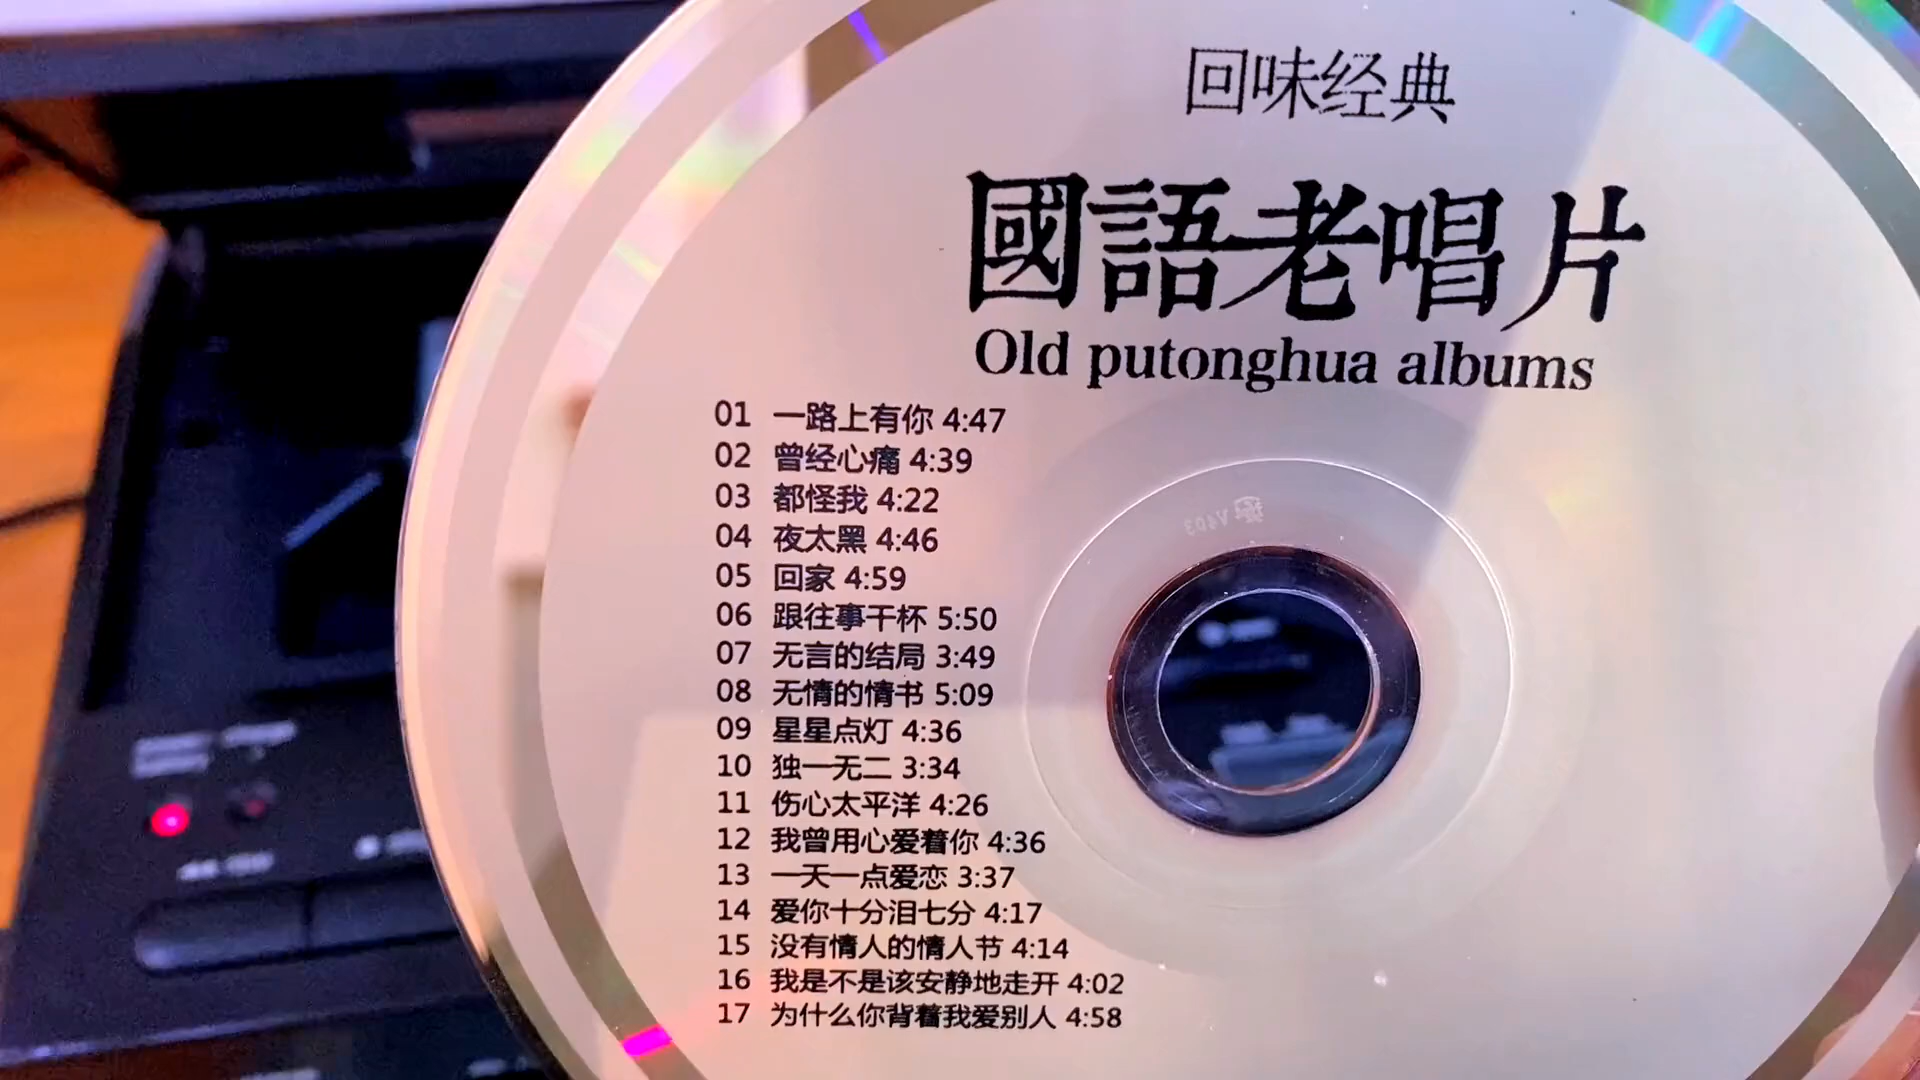 回味经典
國語老唱片
Old putonghua albums
01 一路上有你 4:47
02 曾经心痛 4:39
03 都怪我 4:22
04 夜太黑 4:46
05 回家 4:59
06 跟往事干杯 5:50
07 无言的结局 3:49
08 无情的情书 5:09
09 星星点灯 4:36
10 独一无二 3:34
11 伤心太平洋 4:26
12 我曾用心爱着你 4:36
13 一天一点爱恋 3:37
14 爱你十分泪七分 4:17
15 没有情人的情人节 4:14
16 我是不是该安静地走开 4:02
17 为什么你背着我爱别人 4:58